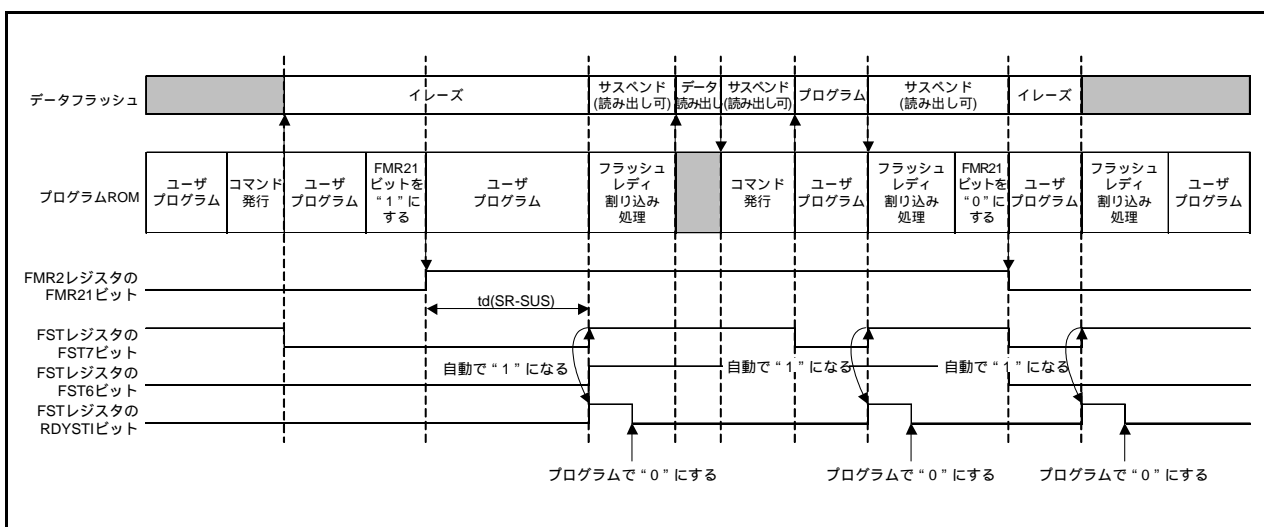 データフラッシュ
イレーズ
サスペンド
(読み出し可)
データ
読み出し
サスペンド
(読み出し可)
プログラム
サスペンド
(読み出し可)
イレーズ
プログラムROM
ユーザ
プログラム
コマンド
発行
ユーザ
プログラム
FMR21
ビットを
“1”に
する
ユーザ
プログラム
フラッシュ
レディ
割り込み
処理
コマンド
発行
ユーザ
プログラム
フラッシュ
レディ
割り込み
処理
FMR21
ビットを
“0”に
する
ユーザ
プログラム
フラッシュ
レディ
割り込み
処理
ユーザ
プログラム
FMR2レジスタの
FMR21ビット
td(SR-SUS)
FSTレジスタの
FST7ビット
自動で“1”になる
自動で“1”になる
自動で“1”になる
FSTレジスタの
FST6ビット
FSTレジスタの
RDYSTIビット
プログラムで“0”にする
プログラムで“0”にする
プログラムで“0”にする